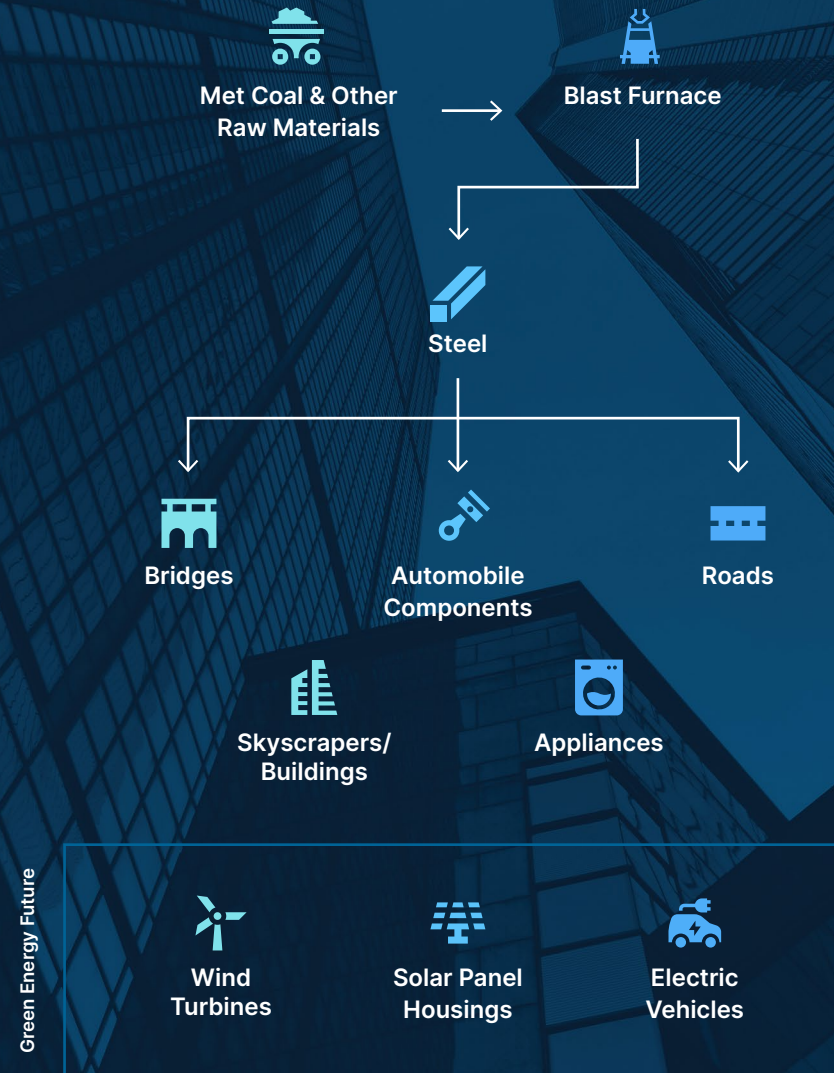 Met Coal & Other
Raw Materials
Blast Furnace
Steel
Bridges
Automobile
Components
Roads
Skyscrapers/
Buildings
Appliances
Green Energy Future
Wind
Turbines
Solar Panel
Housings
Electric
Vehicles